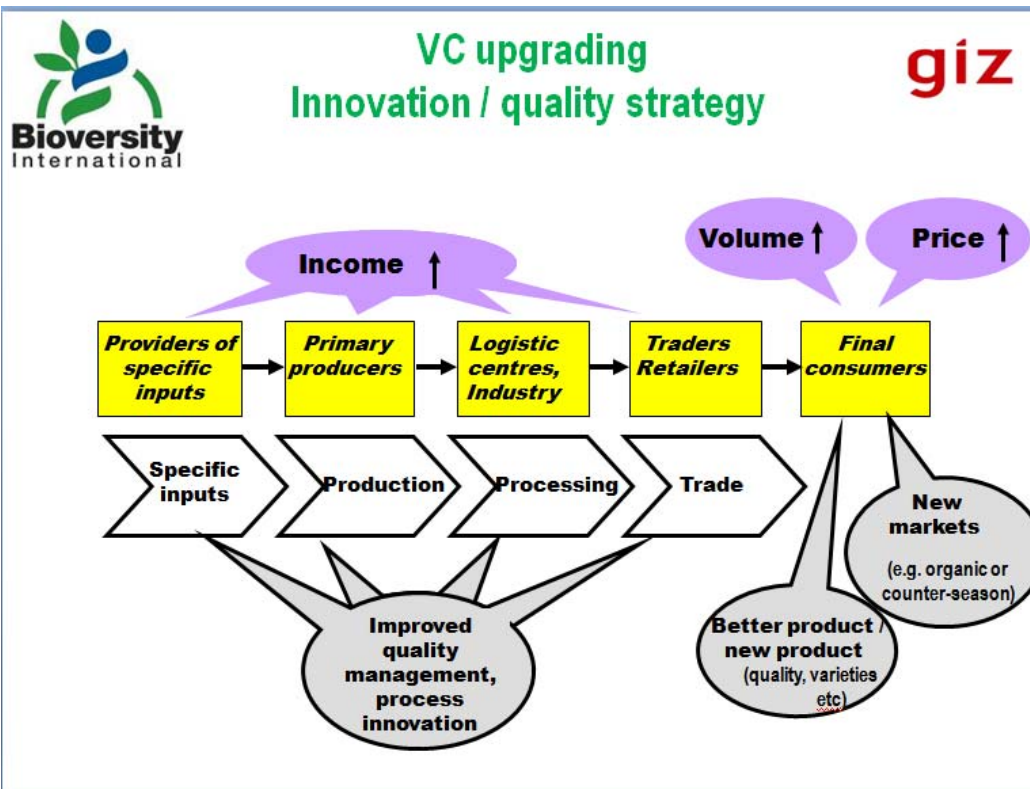 Bioversity
International
VC upgrading
Innovation / quality strategy
giz
Income
Volume
Price
Providers of
specific
inputs
Primary
producers
Logistic
centres,
Industry
Traders
Retailers
Final
consumers
Specific
inputs
Production
Processing
Trade
Improved
quality
management,
process
innovation
Better product /
new product
(quality, varieties
etc)
New
markets
(e.g. organic or
counter-season)